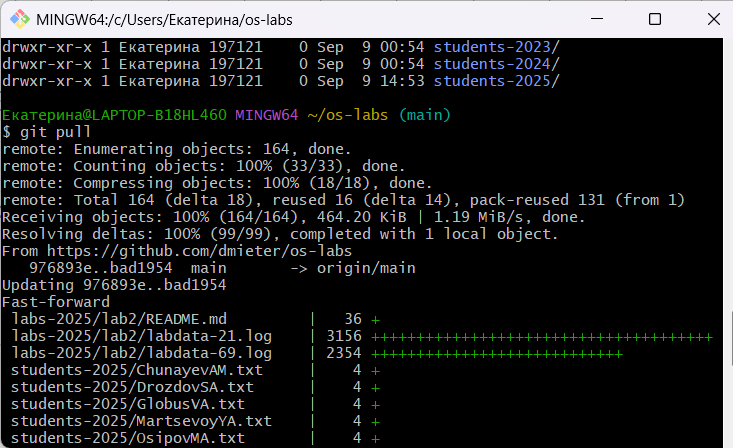 MINGW64:/c/Users/Екатерина/os-labs
drwxr-xr-x 1 Екатерина 197121    0 Sep  9 00:54 students-2023/
drwxr-xr-x 1 Екатерина 197121    0 Sep  9 00:54 students-2024/
drwxr-xr-x 1 Екатерина 197121    0 Sep  9 14:53 students-2025/
Екатерина@LAPTOP-B18HL460 MINGW64 ~/os-labs (main)
$ git pull
remote: Enumerating objects: 164, done.
remote: Counting objects: 100% (33/33), done.
remote: Compressing objects: 100% (18/18), done.
remote: Total 164 (delta 18), reused 16 (delta 14), pack-reused 131 (from 1)
Receiving objects: 100% (164/164), 464.20 KiB | 1.19 MiB/s, done.
Resolving deltas: 100% (99/99), completed with 1 local object.
From https://github.com/dmieter/os-labs
   976893e..bad1954  main       -> origin/main
Updating 976893e..bad1954
Fast-forward
 labs-2025/lab2/README.md         |   36 +
 labs-2025/lab2/labdata-21.log    | 3156 ++++++++++++++++++++++++++++++++++++++
 labs-2025/lab2/labdata-69.log    | 2354 ++++++++++++++++++++++++++++
 students-2025/ChunayevAM.txt     |    4 +
 students-2025/DrozdovSA.txt      |    4 +
 students-2025/GlobusVA.txt       |    4 +
 students-2025/MartsevoyYA.txt    |    4 +
 students-2025/OsipovMA.txt       |    4 +